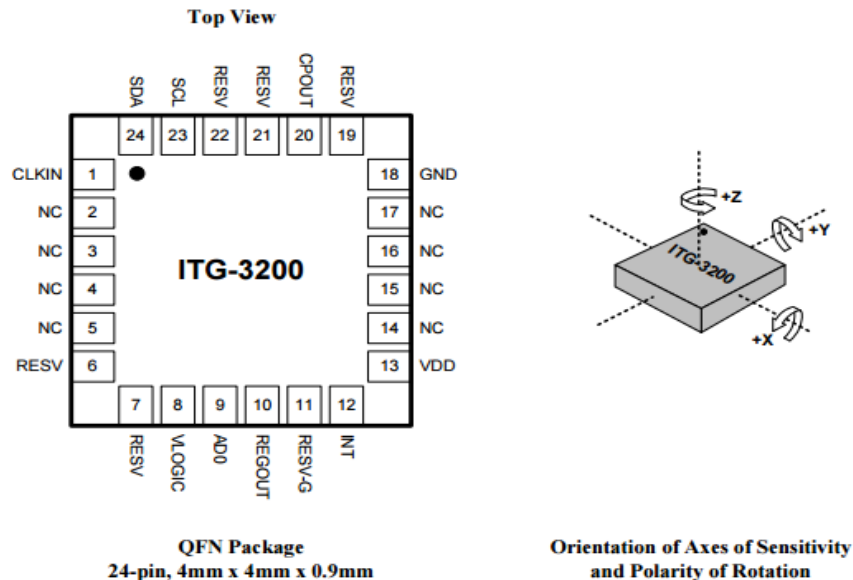 Top View
SDA SCL RESV RESV CPOUT RESV
24 23 22 21 20 19
CLKIN 1 18 GND
NC 2 17 NC
NC 3 16 NC
NC 4 15 NC
NC 5 14 NC
RESV 6 13 VDD
ITG-3200
7 8 9 10 11 12
RESV VLOGIC AD0 REGOUT RESV-G INT
QFN Package
24-pin, 4mm x 4mm x 0.9mm
+Z
+Y
+X
ITG-3200
Orientation of Axes of Sensitivity
and Polarity of Rotation